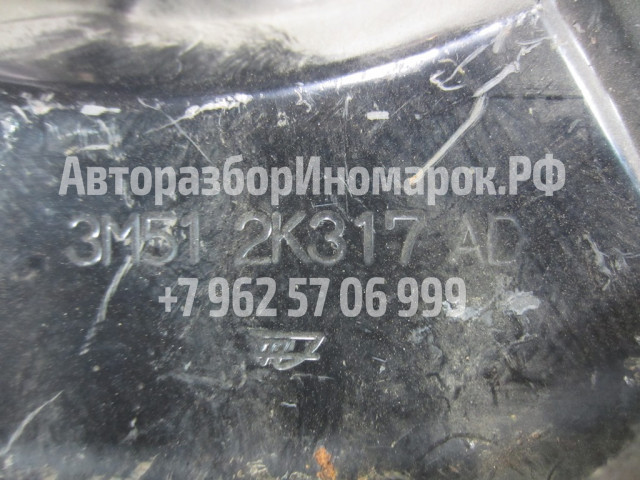 АвторазборИномарок.РФ
3M51 2K317 AD
+7 962 57 06 999